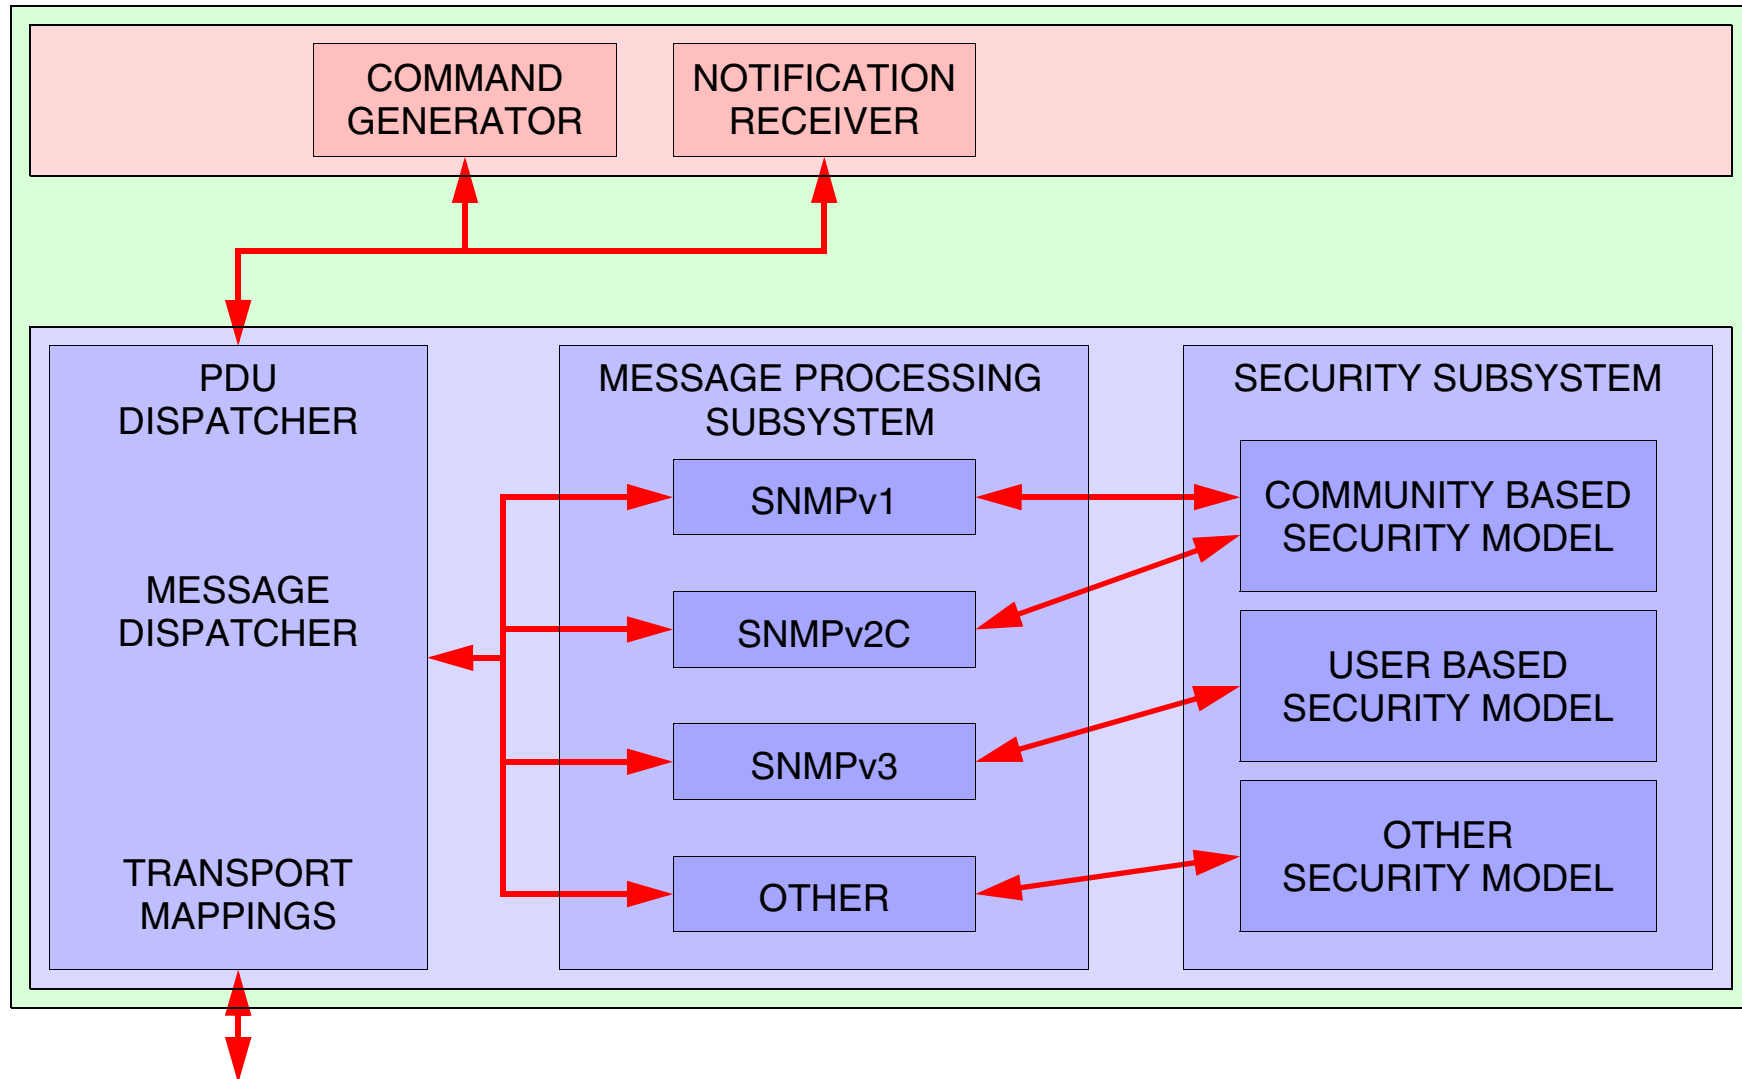 COMMAND
GENERATOR
NOTIFICATION
RECEIVER
PDU
DISPATCHER
MESSAGE
DISPATCHER
TRANSPORT
MAPPINGS
MESSAGE PROCESSING
SUBSYSTEM
SNMPv1
SNMPv2C
SNMPv3
OTHER
SECURITY SUBSYSTEM
COMMUNITY BASED
SECURITY MODEL
USER BASED
SECURITY MODEL
OTHER
SECURITY MODEL